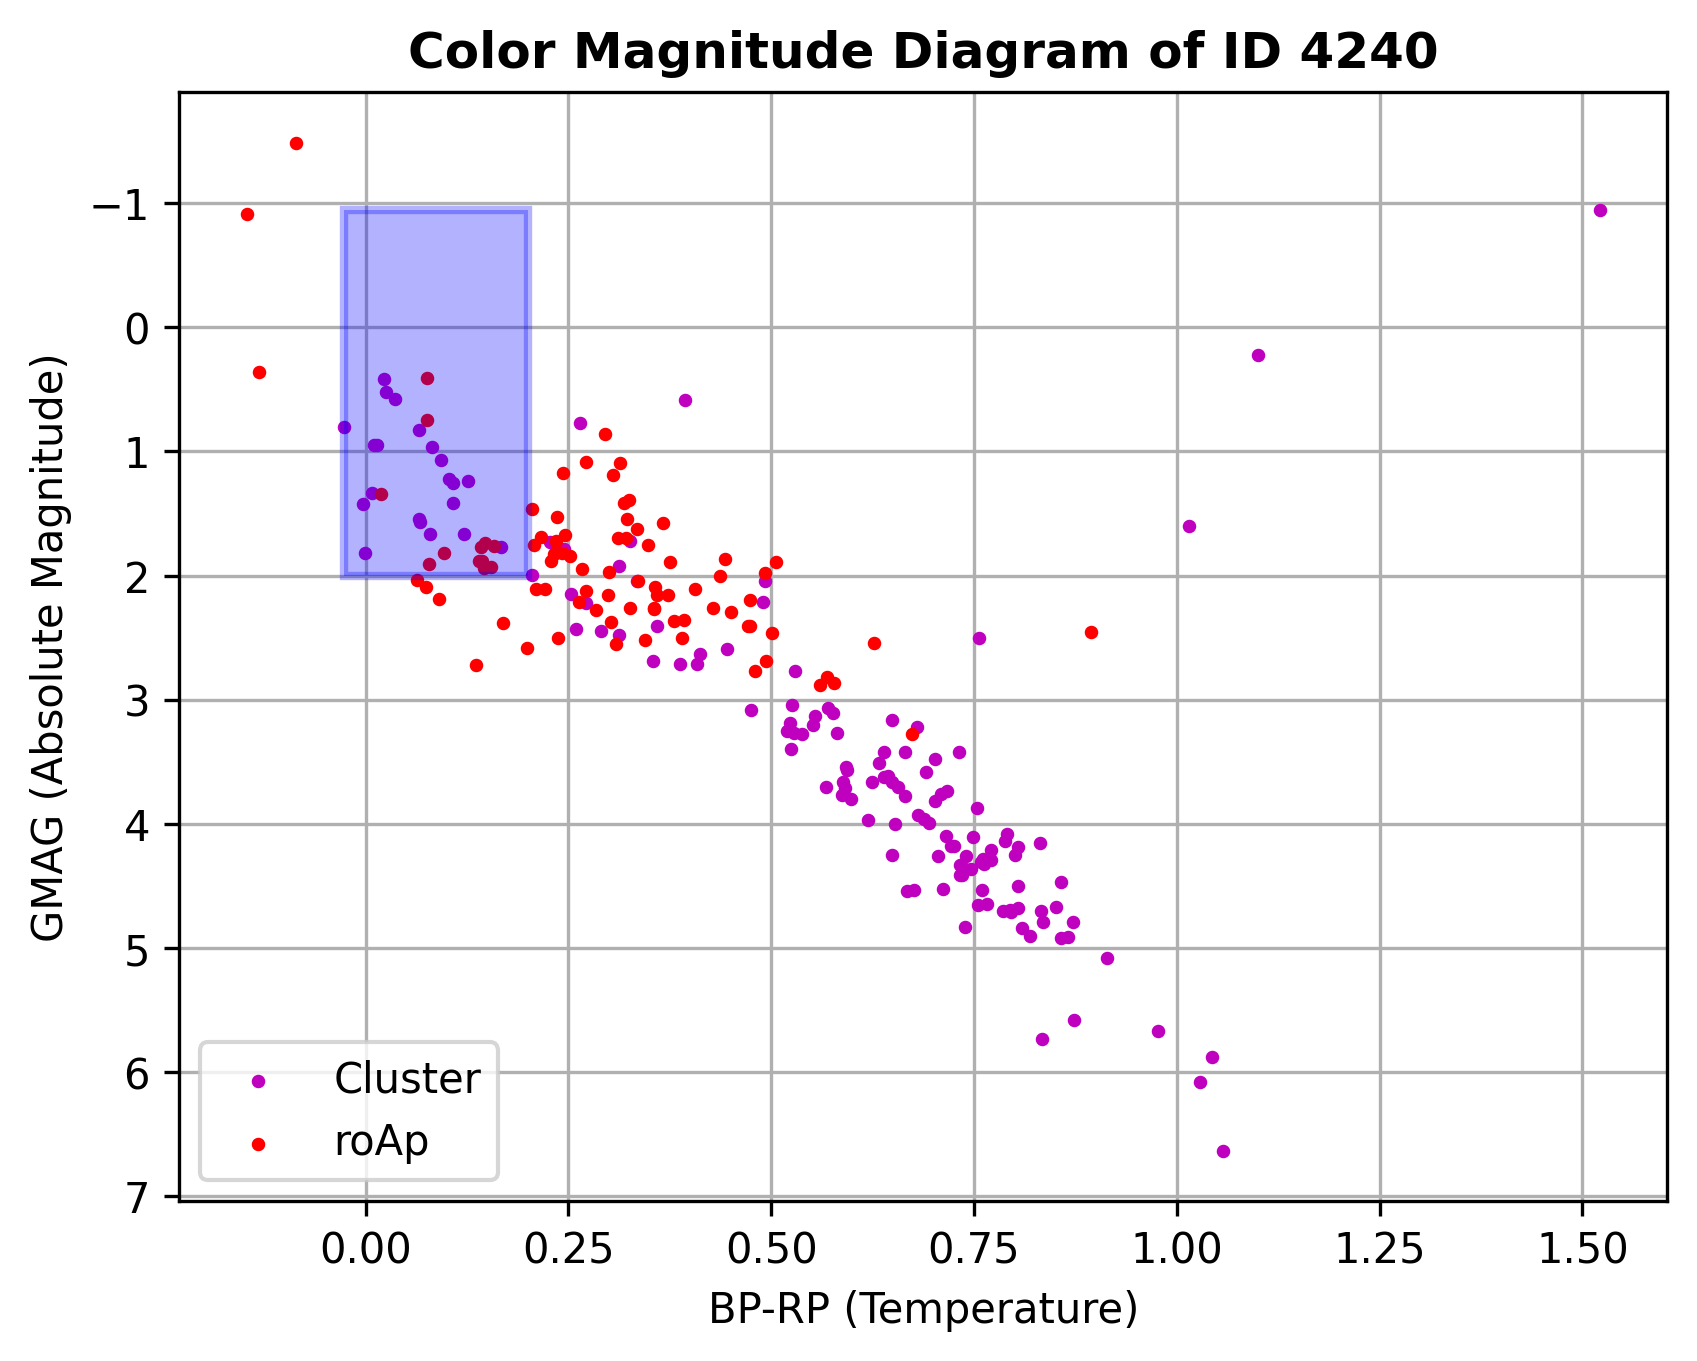 Color Magnitude Diagram of ID 4240
GMAG (Absolute Magnitude)
−1
0
1
2
3
4
5
6
7
Cluster
roAp
0.00 0.25 0.50 0.75 1.00 1.25 1.50
BP-RP (Temperature)